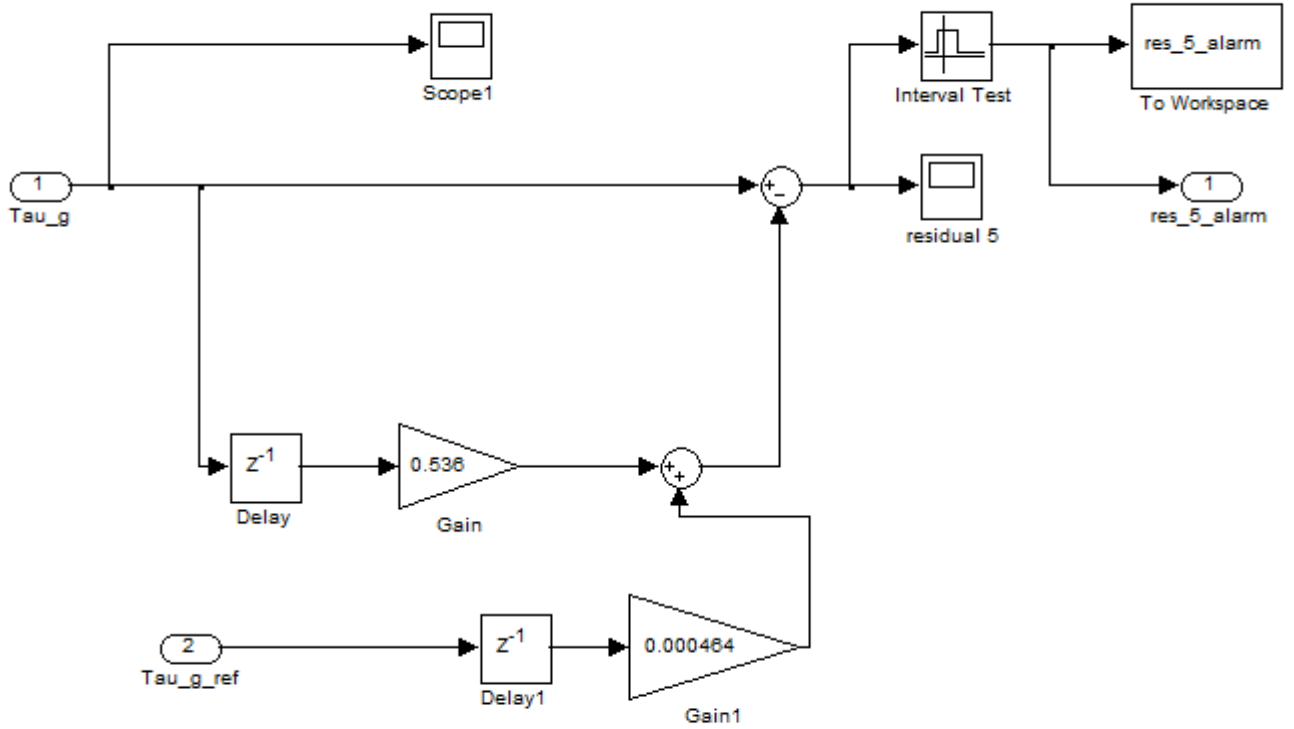 res_5_alarm
Scope1
Interval Test
To Workspace
1
Tau_g
+
−
residual 5
1
res_5_alarm
z-1
Delay
0.536
Gain
+
+
2
Tau_g_ref
z-1
Delay1
0.000464
Gain1